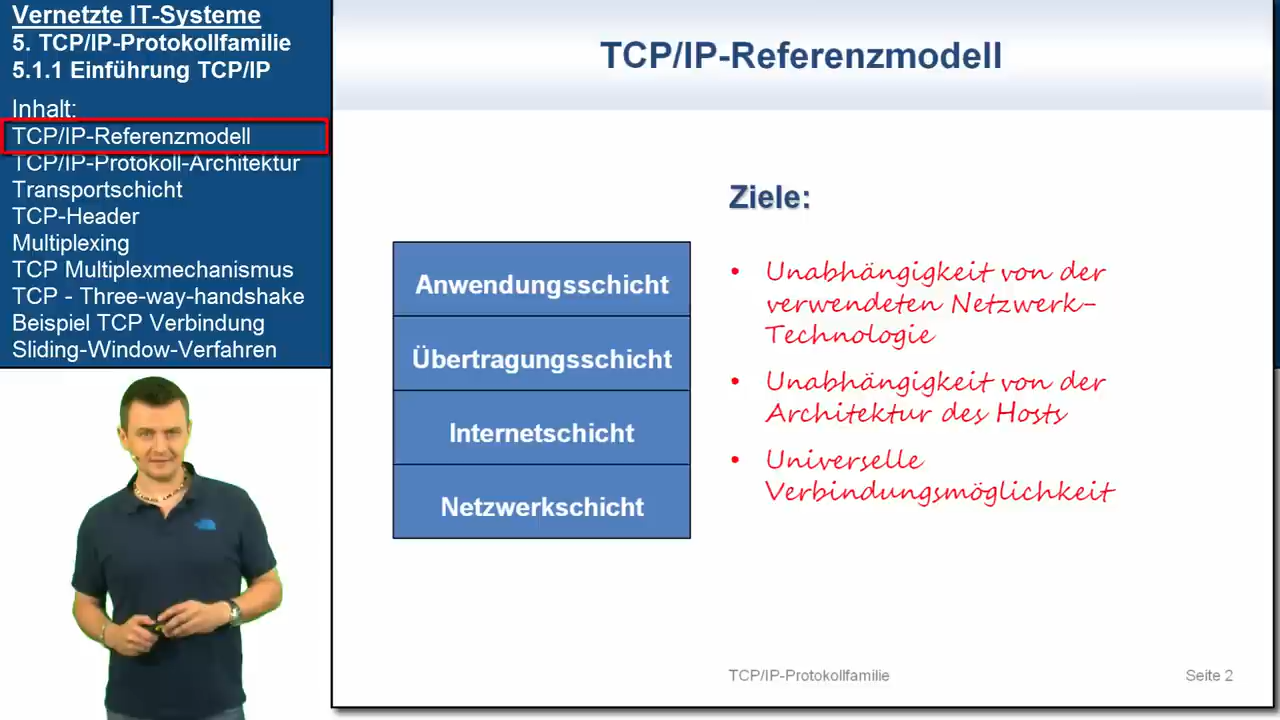 Vernetzte IT-Systeme
5. TCP/IP-Protokollfamilie
5.1.1 Einführung TCP/IP
Inhalt:
TCP/IP-Referenzmodell
TCP/IP-Protokoll-Architektur
Transportschicht
TCP-Header
Multiplexing
TCP Multiplexmechanismus
TCP - Three-way-handshake
Beispiel TCP Verbindung
Sliding-Window-Verfahren
TCP/IP-Referenzmodell
Anwendungsschicht
Übertragungsschicht
Internetschicht
Netzwerkschicht
Ziele:
• Unabhängigkeit von der
verwendeten Netzwerk-
Technologie
• Unabhängigkeit von der
Architektur des Hosts
• Universelle
Verbindungsmöglichkeit
TCP/IP-Protokollfamilie
Seite 2